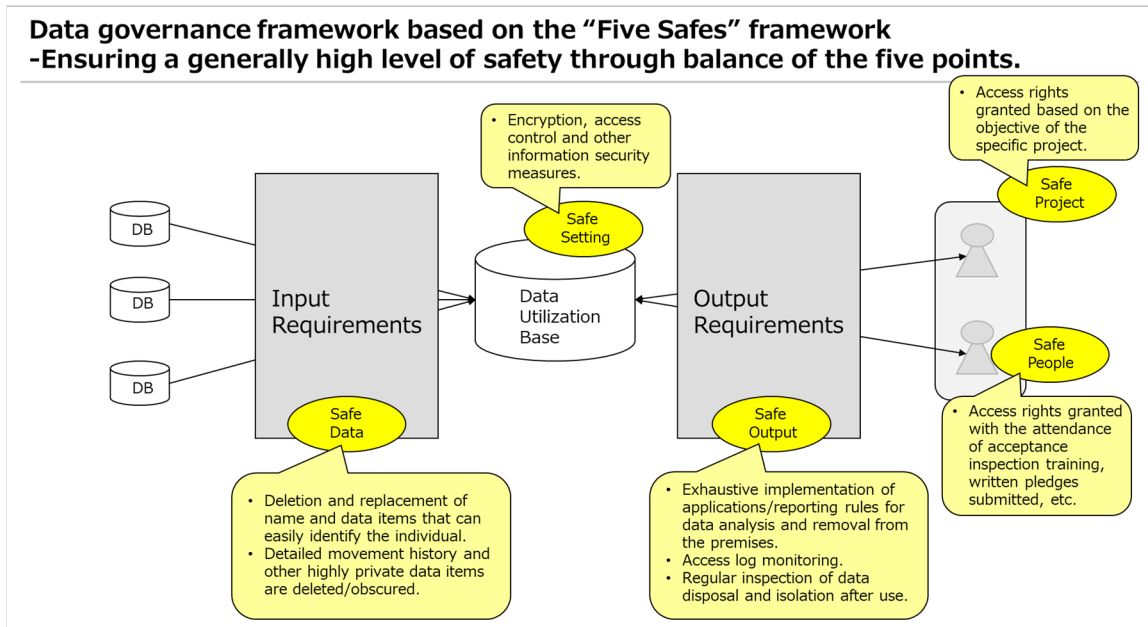 Data governance framework based on the “Five Safes” framework
-Ensuring a generally high level of safety through balance of the five points.
• Encryption, access
control and other
information security
measures.
• Access rights
granted based on the
objective of the
specific project.
Safe
Setting
Safe
Project
DB
DB
DB
Input
Requirements
Data
Utilization
Base
Output
Requirements
Safe
People
Safe
Data
Safe
Output
• Access rights granted
with the attendance
of acceptance
inspection training,
written pledges
submitted, etc.
• Deletion and replacement of
name and data items that can
easily identify the individual.
• Detailed movement history and
other highly private data items
are deleted/obscured.
• Exhaustive implementation of
applications/reporting rules for
data analysis and removal from
the premises.
• Access log monitoring.
• Regular inspection of data
disposal and isolation after use.